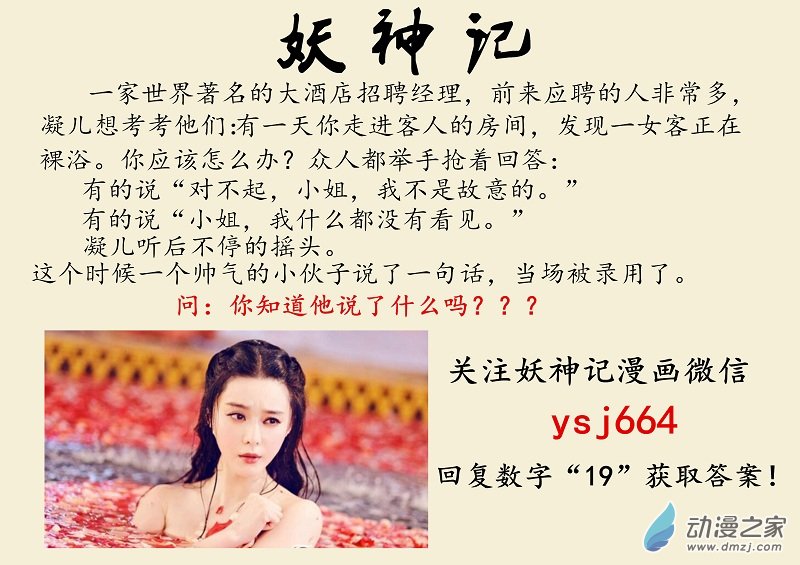 妖神记
一家世界著名的大酒店招聘经理，前来应聘的人非常多，
凝儿想考考他们:有一天你走进客人的房间，发现一女客正在
裸浴。你应该怎么办？众人都举手抢着回答：
有的说“对不起，小姐，我不是故意的。”
有的说“小姐，我什么都没有看见。”
凝儿听后不停的摇头。
这个时候一个帅气的小伙子说了一句话，当场被录用了。
问：你知道他说了什么吗？？？
关注妖神记漫画微信
ysj664
回复数字“19”获取答案！
动漫之家
www.dmzj.com